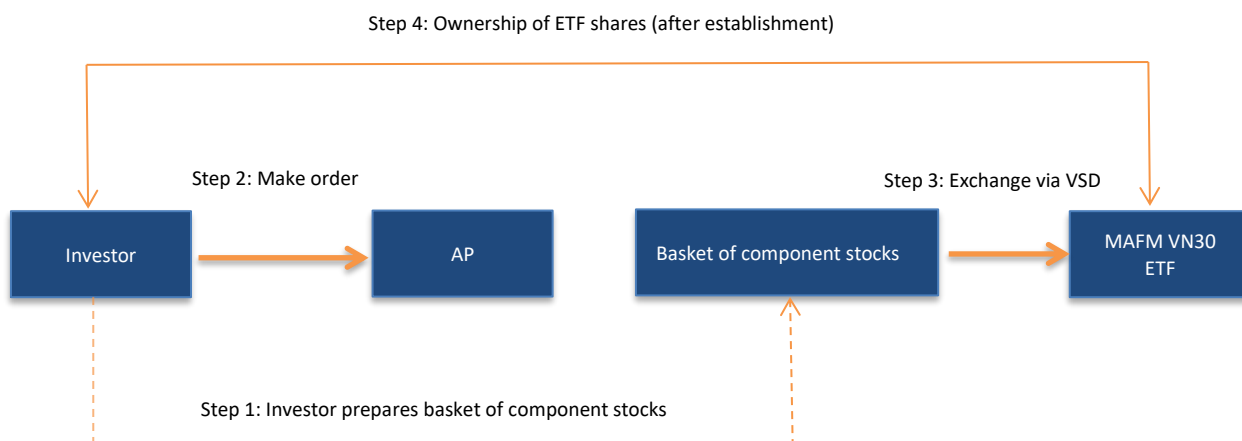 Step 4: Ownership of ETF shares (after establishment)
Step 2: Make order
Step 3: Exchange via VSD
Investor
AP
Basket of component stocks
MAFM VN30
ETF
Step 1: Investor prepares basket of component stocks